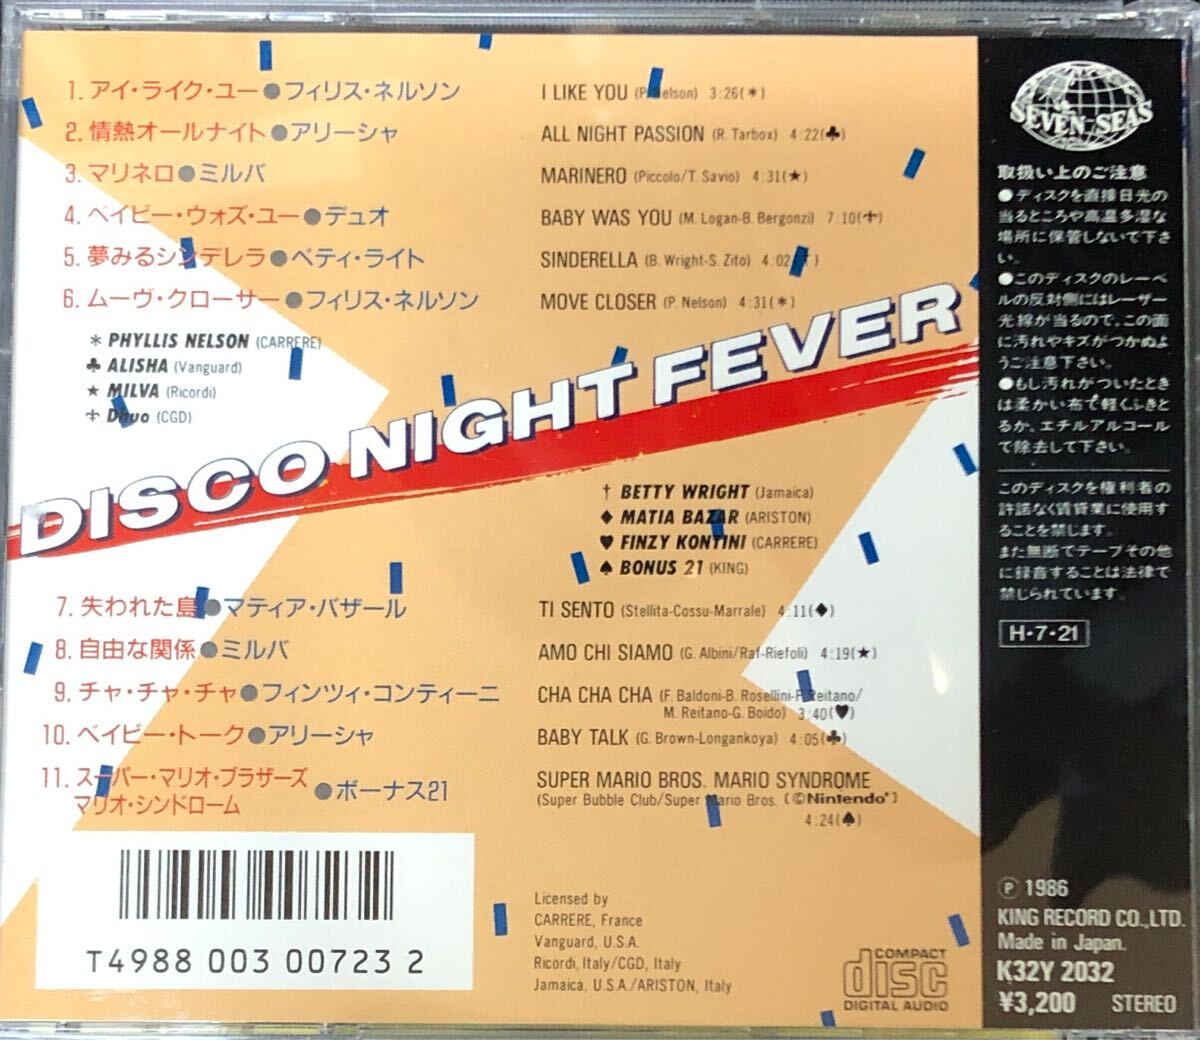 1. アイ・ライク・ユー●フィリス・ネルソン
2. 情熱オールナイト●アリーシャ
3. マリネロ●ミルバ
4. ベイビー・ウォズ・ユー●デュオ
5. 夢みるシンデレラ●ベティ・ライト
6. ムーヴ・クローサー●フィリス・ネルソン
I LIKE YOU (P. Nelson) 3:26(*)
ALL NIGHT PASSION (R. Tarbox) 4:22(♣)
MARINERO (Piccolo/T. Savio) 4:31(★)
BABY WAS YOU (M. Logan-B. Bergonzi) 7:10(⚜)
SINDERELLA (B. Wright-S. Zito) 4:02(†)
MOVE CLOSER (P. Nelson) 4:31(*)
* PHYLLIS NELSON (CARRERE)
♣ ALISHA (Vanguard)
★ MILVA (Ricordi)
⚜ Dhuo (CGD)
DISCO NIGHT FEVER
† BETTY WRIGHT (Jamaica)
♦ MATIA BAZAR (ARISTON)
♥ FINZY KONTINI (CARRERE)
♠ BONUS 21 (KING)
7. 失われた島●マティア・バザール
8. 自由な関係●ミルバ
9. チャ・チャ・チャ●フィンツィ・コンティーニ
10. ベイビー・トーク●アリーシャ
11. スーパー・マリオ・ブラザーズ
マリオ・シンドローム●ボーナス21
TI SENTO (Stellita-Cossu-Marrale) 4:11(♦)
AMO CHI SIAMO (G. Albini/Raf-Riefoli) 4:19(★)
CHA CHA CHA (F. Baldoni-B. Rosellini-F. Reitano/
M. Reitano-G. Boido) 3:40(♥)
BABY TALK (G. Brown-Longankoya) 4:05(♣)
SUPER MARIO BROS. MARIO SYNDROME
(Super Bubble Club/Super Mario Bros. [©Nintendo])
4:24(♠)
T4988 003 00723 2
Licensed by
CARRERE, France
Vanguard, U.S.A.
Ricordi, Italy/CGD, Italy
Jamaica, U.S.A./ARISTON, Italy
COMPACT
disc
DIGITAL AUDIO
SEVEN-SEAS
取扱い上のご注意
●ディスクを直接日光の
当るところや高温多湿な
場所に保管しないで下さ
い。
●このディスクのレーベ
ルの反対側にはレーザー
光線が当るので、この面
に汚れやキズがつかぬよ
うご注意下さい。
●もし汚れがついたとき
は柔かい布で軽くふきと
るか、エチルアルコール
で除去して下さい。
このディスクを権利者の
許諾なく賃貸業に使用す
ることを禁じます。
また無断でテープその他
に録音することは法律で
禁じられています。
H・7・21
℗ 1986
KING RECORD CO.,LTD.
Made in Japan.
K32Y 2032
¥3,200 STEREO